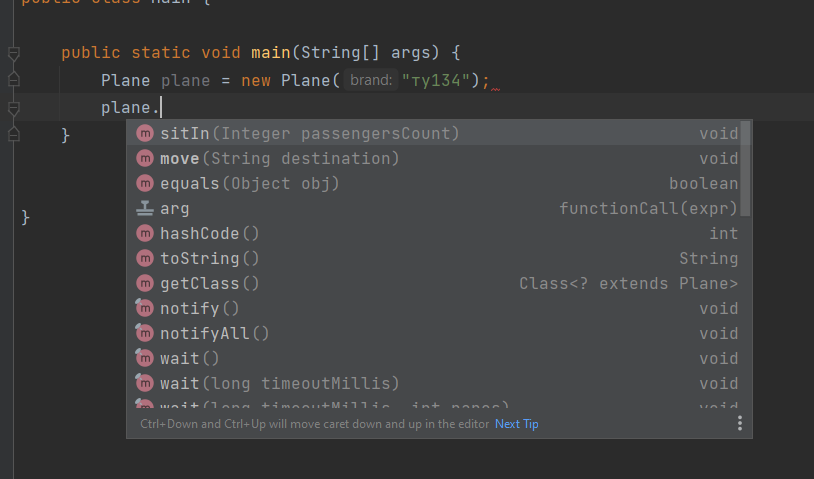 public class Main {
public static void main(String[] args) {
Plane plane = new Plane( brand: "ту134");
plane.
}
}
sitIn(Integer passengersCount) void
move(String destination) void
equals(Object obj) boolean
arg functionCall(expr)
hashCode() int
toString() String
getClass() Class<? extends Plane>
notify() void
notifyAll() void
wait() void
wait(long timeoutMillis) void
wait(long timeoutMillis, int nanos) void
Ctrl+Down and Ctrl+Up will move caret down and up in the editor Next Tip